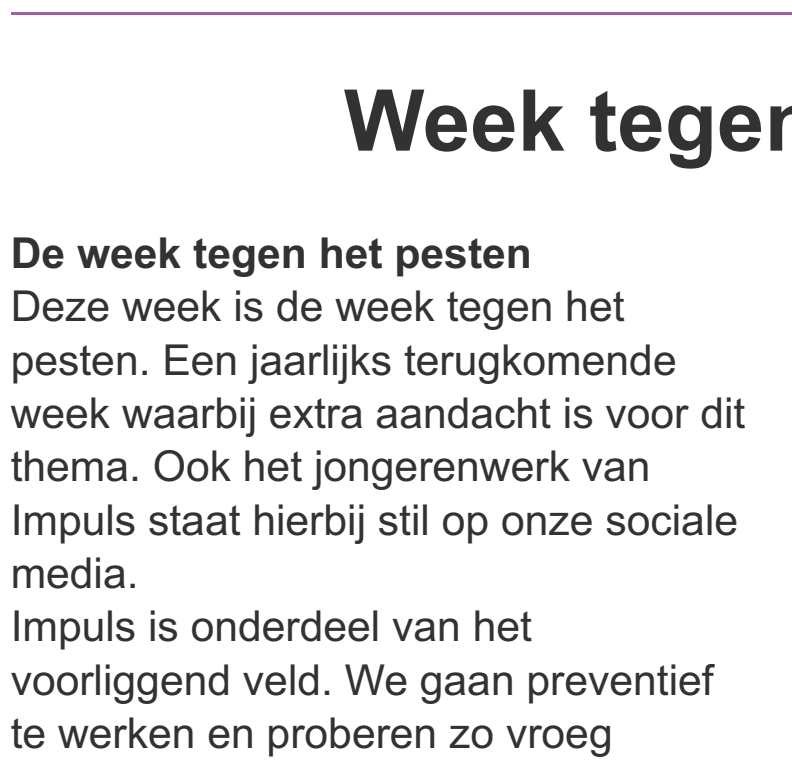 Week tegen
De week tegen het pesten
Deze week is de week tegen het
pesten. Een jaarlijks terugkomende
week waarbij extra aandacht is voor dit
thema. Ook het jongerenwerk van
Impuls staat hierbij stil op onze sociale
media.
Impuls is onderdeel van het
voorliggend veld. We gaan preventief
te werken en proberen zo vroeg